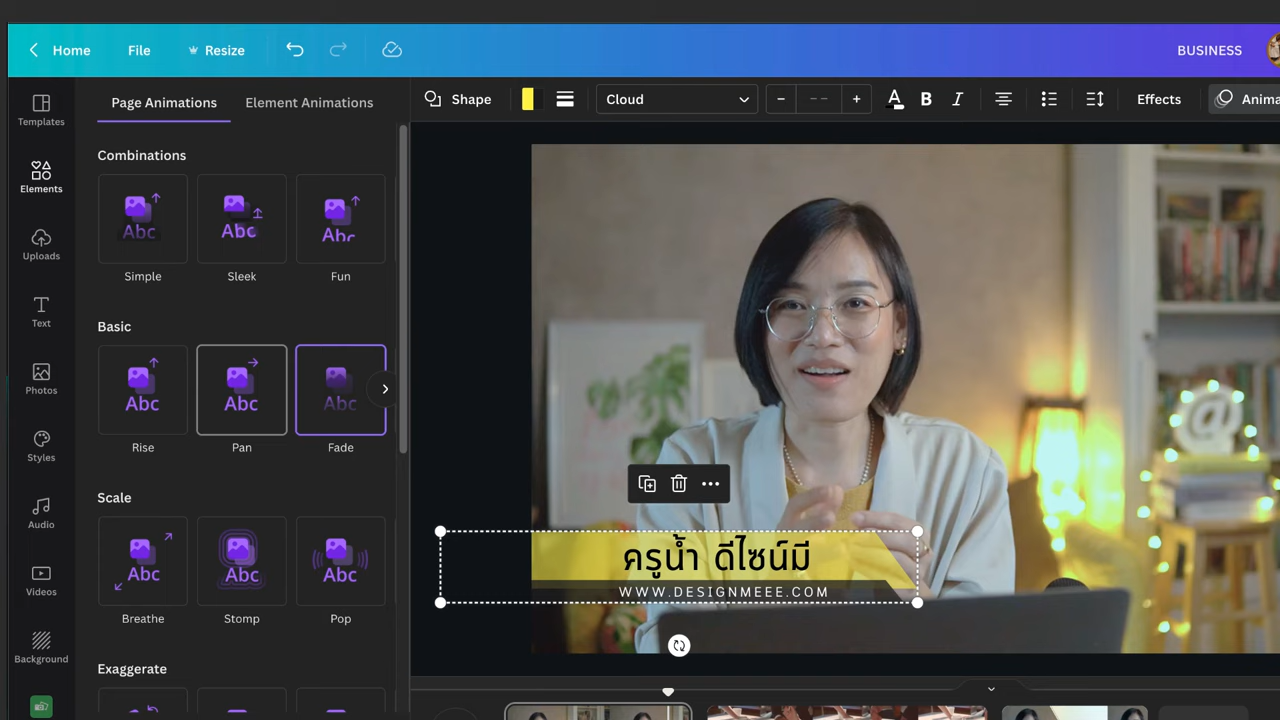 Home File Resize BUSINESS
Page Animations Element Animations
Shape Cloud − -- + A B I Effects
Templates
Elements
Uploads
Text
Photos
Styles
Audio
Videos
Background
Combinations
Abc Abc Abc
Simple Sleek Fun
Basic
Abc Abc Abc
Rise Pan Fade
Scale
Abc Abc Abc
Breathe Stomp Pop
Exaggerate
ครูน้ำ ดีไซน์มี
WWW.DESIGNMEEE.COM
@